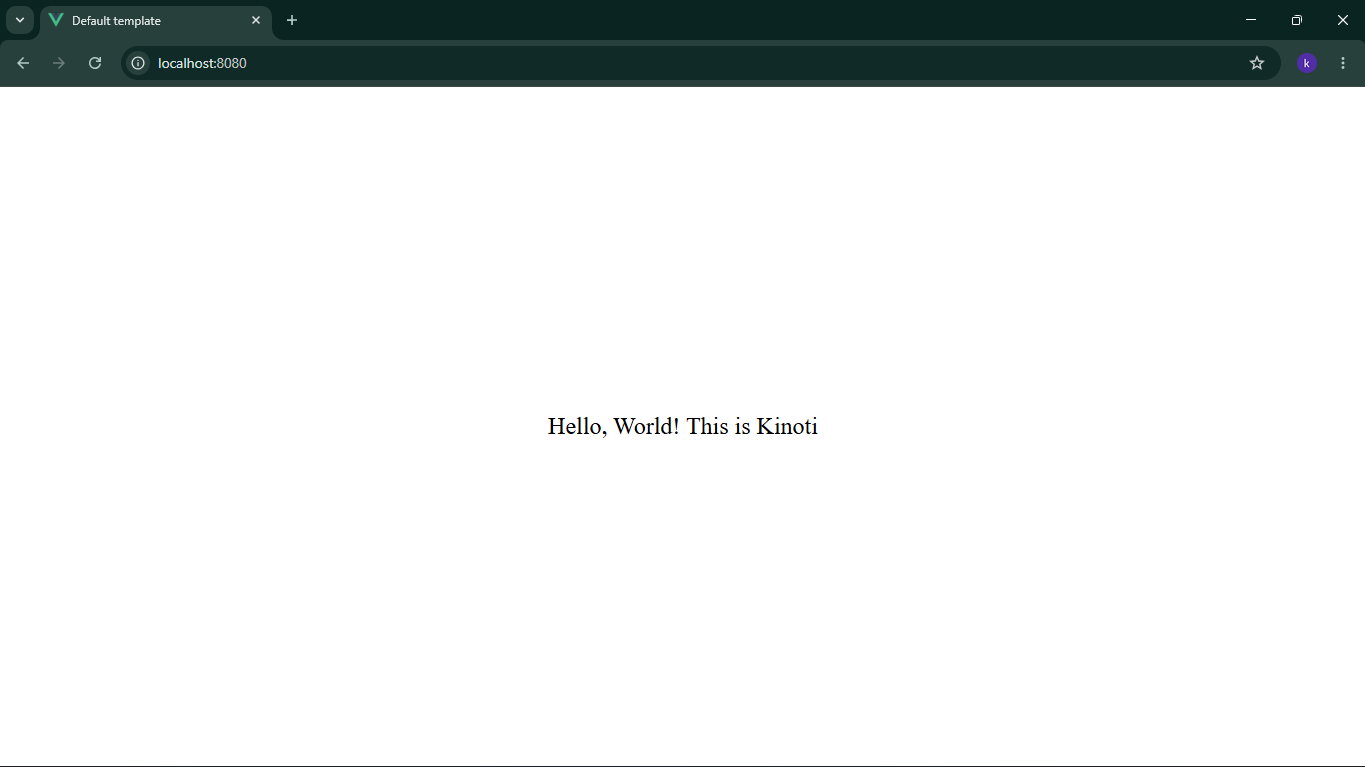 Default template
localhost:8080
k
Hello, World! This is Kinoti